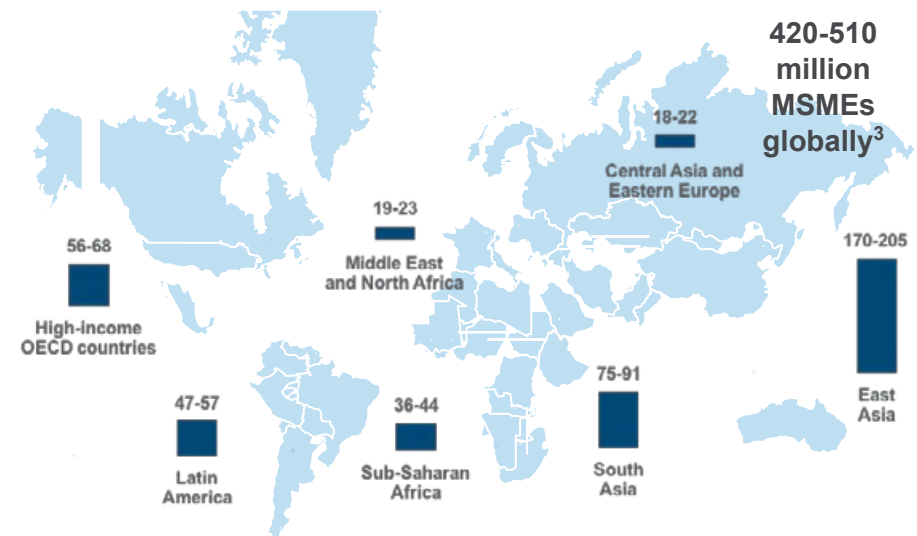 420-510
million
MSMEs
globally³
18-22
Central Asia and
Eastern Europe
19-23
Middle East
and North Africa
56-68
High-income
OECD countries
170-205
East
Asia
47-57
Latin
America
36-44
Sub-Saharan
Africa
75-91
South
Asia